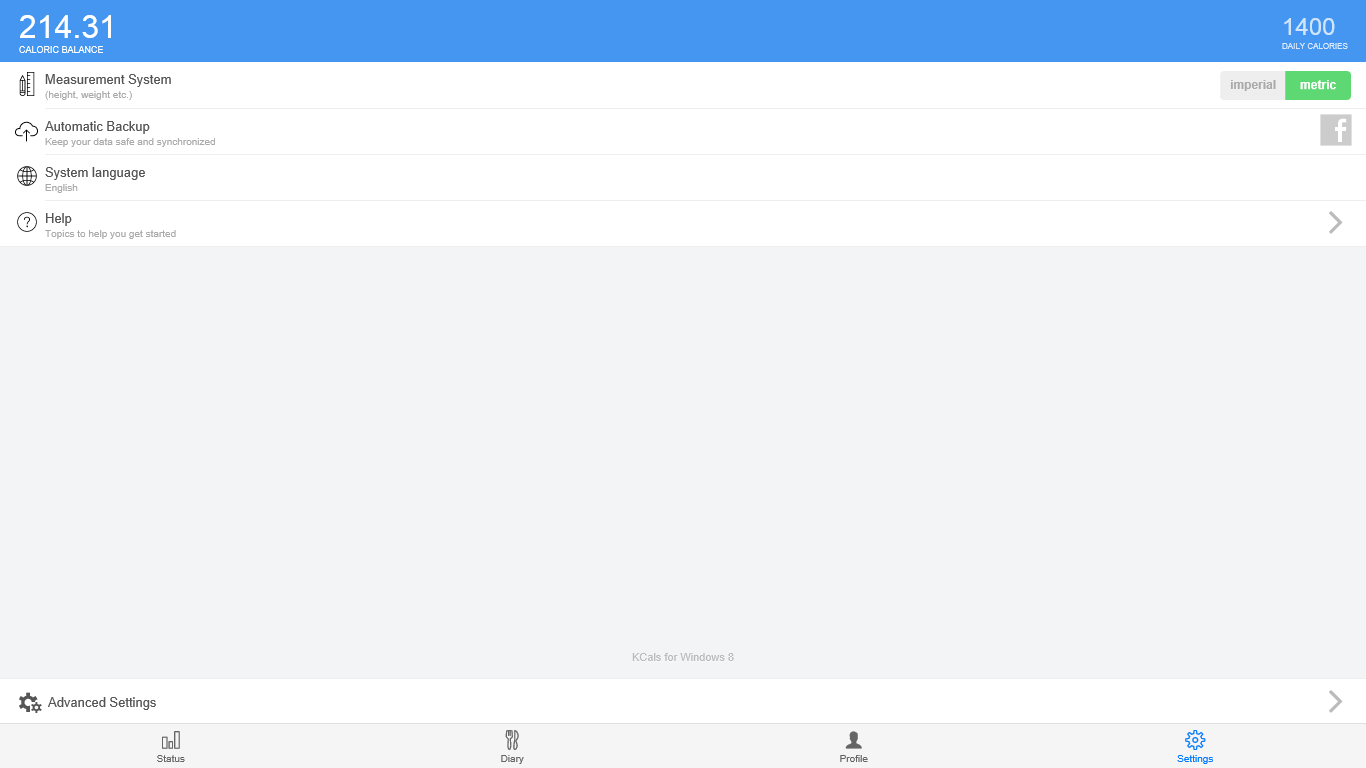 214.31
CALORIC BALANCE
1400
DAILY CALORIES
Measurement System
(height, weight etc.)
imperial
metric
Automatic Backup
Keep your data safe and synchronized
f
System language
English
Help
Topics to help you get started
KCals for Windows 8
Advanced Settings
Status
Diary
Profile
Settings